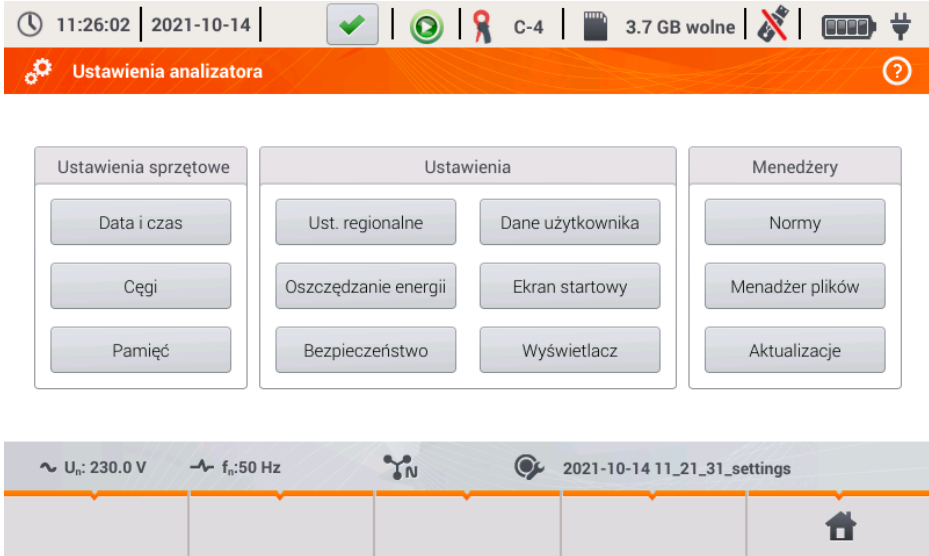 11:26:02 2021-10-14 C-4 3.7 GB wolne
Ustawienia analizatora ?
Ustawienia sprzętowe
Data i czas
Cęgi
Pamięć
Ustawienia
Ust. regionalne Dane użytkownika
Oszczędzanie energii Ekran startowy
Bezpieczeństwo Wyświetlacz
Menedżery
Normy
Menadżer plików
Aktualizacje
Un: 230.0 V fn:50 Hz N 2021-10-14 11_21_31_settings